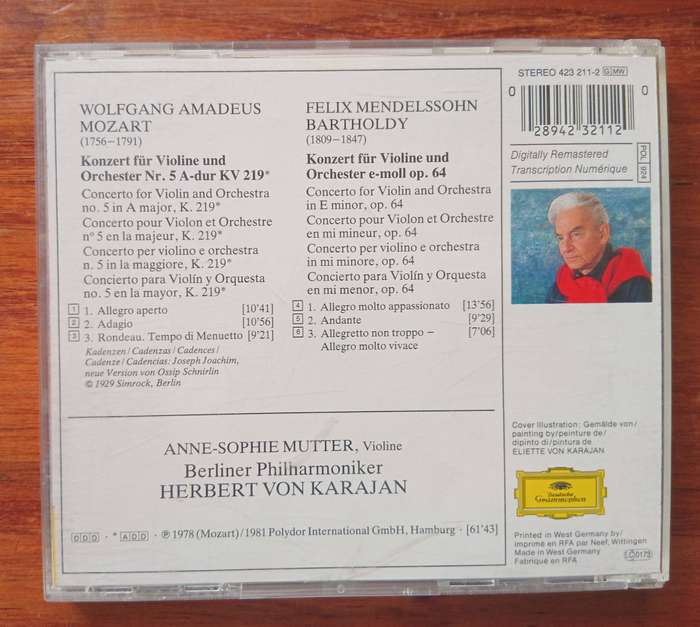 WOLFGANG AMADEUS
MOZART
(1756-1791)
Konzert für Violine und
Orchester Nr. 5 A-dur KV 219*
Concerto for Violin and Orchestra
no. 5 in A major, K. 219*
Concerto pour Violon et Orchestre
nº 5 en la majeur, K. 219*
Concerto per violino e orchestra
n. 5 in la maggiore, K. 219*
Concierto para Violín y Orquesta
no. 5 en la mayor, K. 219*
1 1. Allegro aperto [10'41]
2 2. Adagio [10'56]
3 3. Rondeau. Tempo di Menuetto [9'21]
Kadenzen/Cadenzas/Cadences/
Cadenze/Cadencias: Joseph Joachim,
neue Version von Ossip Schnirlin
© 1929 Simrock, Berlin
FELIX MENDELSSOHN
BARTHOLDY
(1809-1847)
Konzert für Violine und
Orchester e-moll op. 64
Concerto for Violin and Orchestra
in E minor, op. 64
Concerto pour Violon et Orchestre
en mi mineur, op. 64
Concerto per violino e orchestra
in mi minore, op. 64
Concierto para Violín y Orquesta
en mi menor, op. 64
4 1. Allegro molto appassionato [13'56]
5 2. Andante [9'29]
6 3. Allegretto non troppo – [7'06]
Allegro molto vivace
ANNE-SOPHIE MUTTER, Violine
Berliner Philharmoniker
HERBERT VON KARAJAN
DDD · *ADD · ℗ 1978 (Mozart)/1981 Polydor International GmbH, Hamburg · [61'43]
STEREO 423 211-2 GMW
0 28942 32112 0
Digitally Remastered
Transcription Numérique
POL 924
Cover Illustration: Gemälde von/
painting by/peinture de/
dipinto di/pintura de
ELIETTE VON KARAJAN
Deutsche
Grammophon
Printed in West Germany by/
imprimé en RFA par Neef, Wittingen
Made in West Germany
Fabriqué en RFA